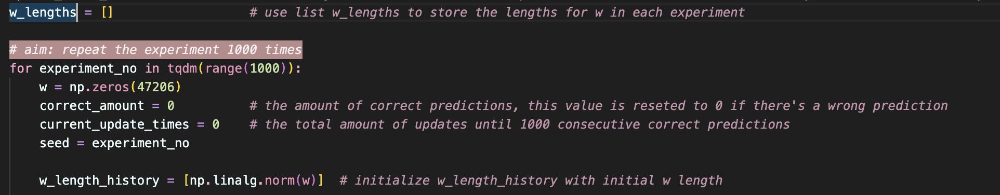 w_lengths = [] # use list w_lengths to store the lengths for w in each experiment
# aim: repeat the experiment 1000 times
for experiment_no in tqdm(range(1000)):
w = np.zeros(47206)
correct_amount = 0 # the amount of correct predictions, this value is reseted to 0 if there's a wrong prediction
current_update_times = 0 # the total amount of updates until 1000 consecutive correct predictions
seed = experiment_no
w_length_history = [np.linalg.norm(w)] # initialize w_length_history with initial w length